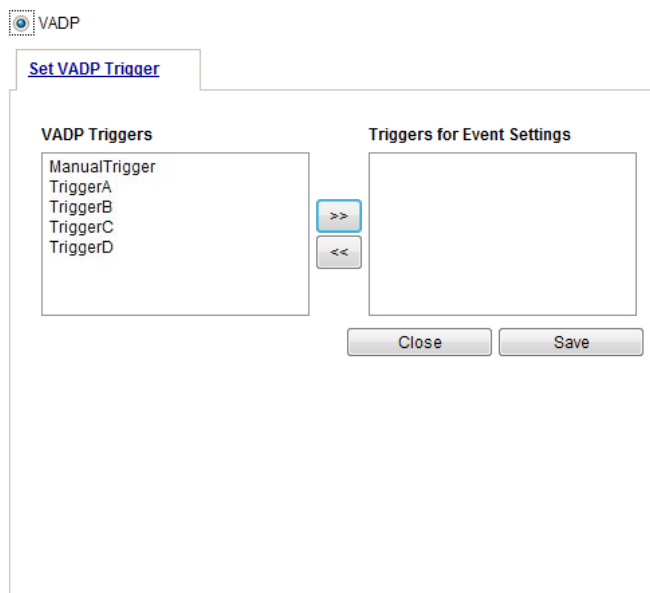 VADP
Set VADP Trigger
VADP Triggers
Triggers for Event Settings
ManualTrigger
TriggerA
TriggerB
TriggerC
TriggerD
>>
<<
Close
Save